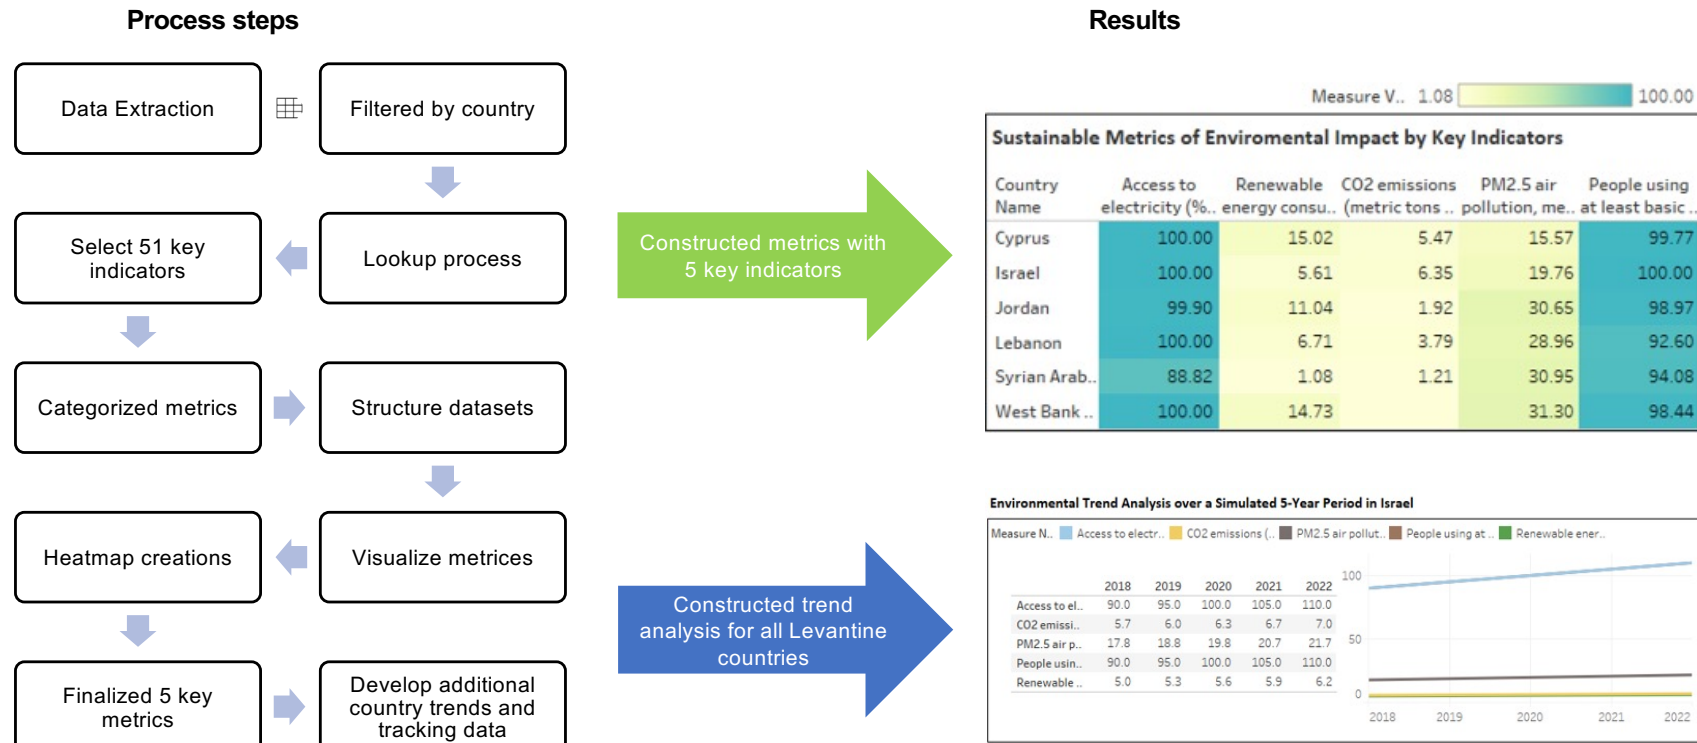 Process steps
Results
Data Extraction
Filtered by country
Select 51 key
indicators
Lookup process
Categorized metrics
Structure datasets
Heatmap creations
Visualize metrices
Finalized 5 key
metrics
Develop additional
country trends and
tracking data
Constructed metrics with
5 key indicators
Constructed trend
analysis for all Levantine
countries
Measure V.. 1.08 100.00
Sustainable Metrics of Enviromental Impact by Key Indicators
Country Access to Renewable CO2 emissions PM2.5 air People using
Name electricity (%.. energy consu.. (metric tons .. pollution, me.. at least basic ..
Cyprus 100.00 15.02 5.47 15.57 99.77
Israel 100.00 5.61 6.35 19.76 100.00
Jordan 99.90 11.04 1.92 30.65 98.97
Lebanon 100.00 6.71 3.79 28.96 92.60
Syrian Arab.. 88.82 1.08 1.21 30.95 94.08
West Bank .. 100.00 14.73 31.30 98.44
Environmental Trend Analysis over a Simulated 5-Year Period in Israel
Measure N.. Access to electr.. CO2 emissions (.. PM2.5 air pollut.. People using at .. Renewable ener..
2018 2019 2020 2021 2022
Access to el.. 90.0 95.0 100.0 105.0 110.0
CO2 emissi.. 5.7 6.0 6.3 6.7 7.0
PM2.5 air p.. 17.8 18.8 19.8 20.7 21.7
People usin.. 90.0 95.0 100.0 105.0 110.0
Renewable .. 5.0 5.3 5.6 5.9 6.2
100
50
0
2018 2019 2020 2021 2022